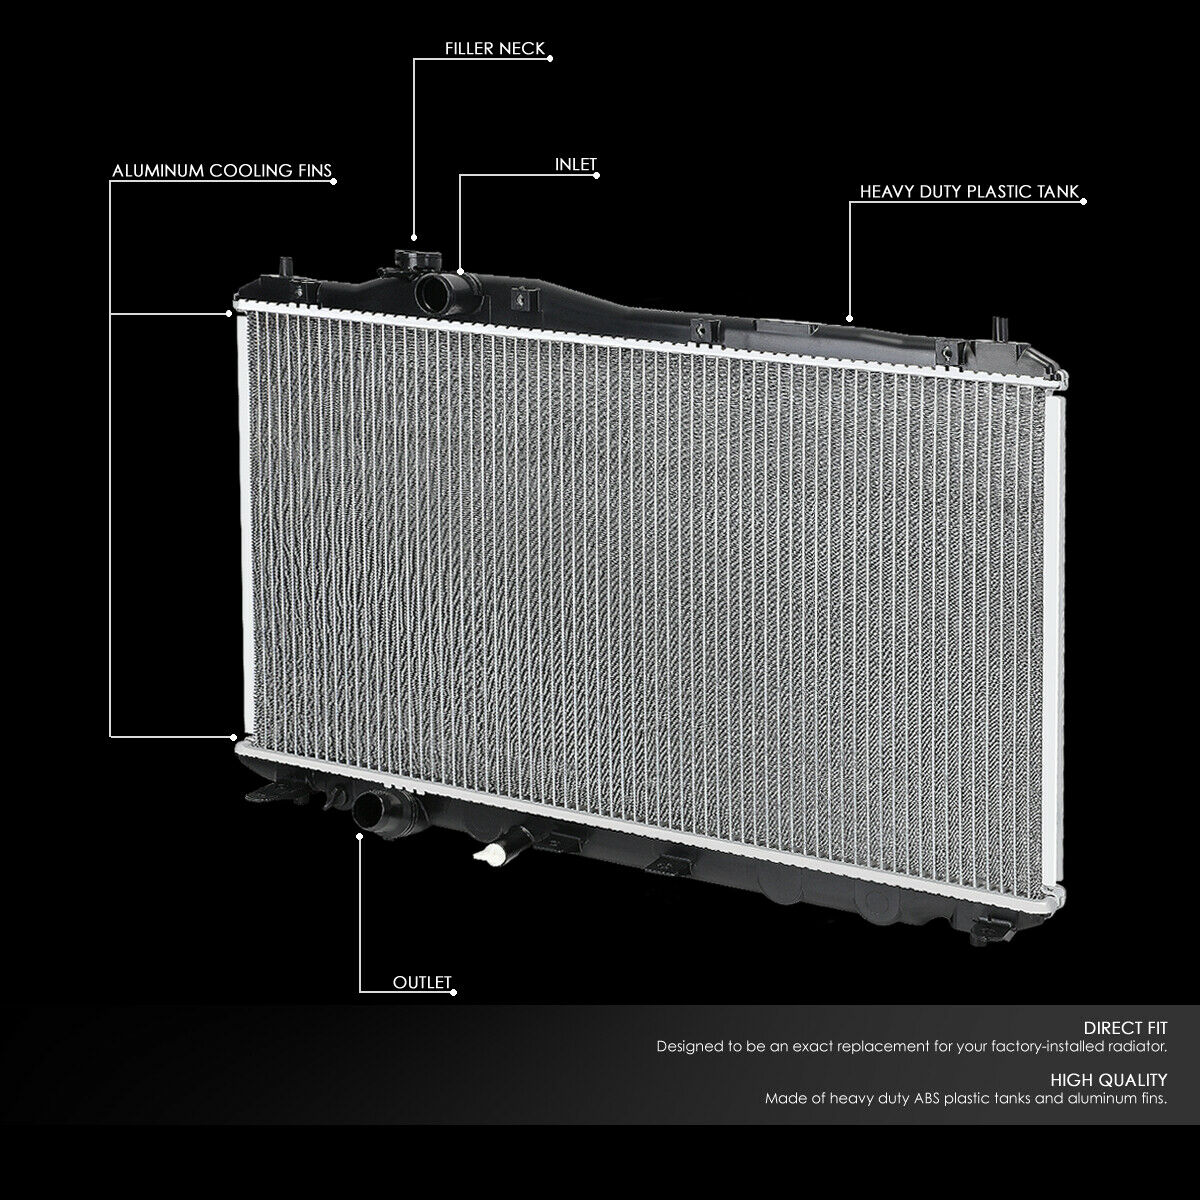 FILLER NECK
INLET
ALUMINUM COOLING FINS
HEAVY DUTY PLASTIC TANK
OUTLET
DIRECT FIT
Designed to be an exact replacement for your factory-installed radiator.
HIGH QUALITY
Made of heavy duty ABS plastic tanks and aluminum fins.